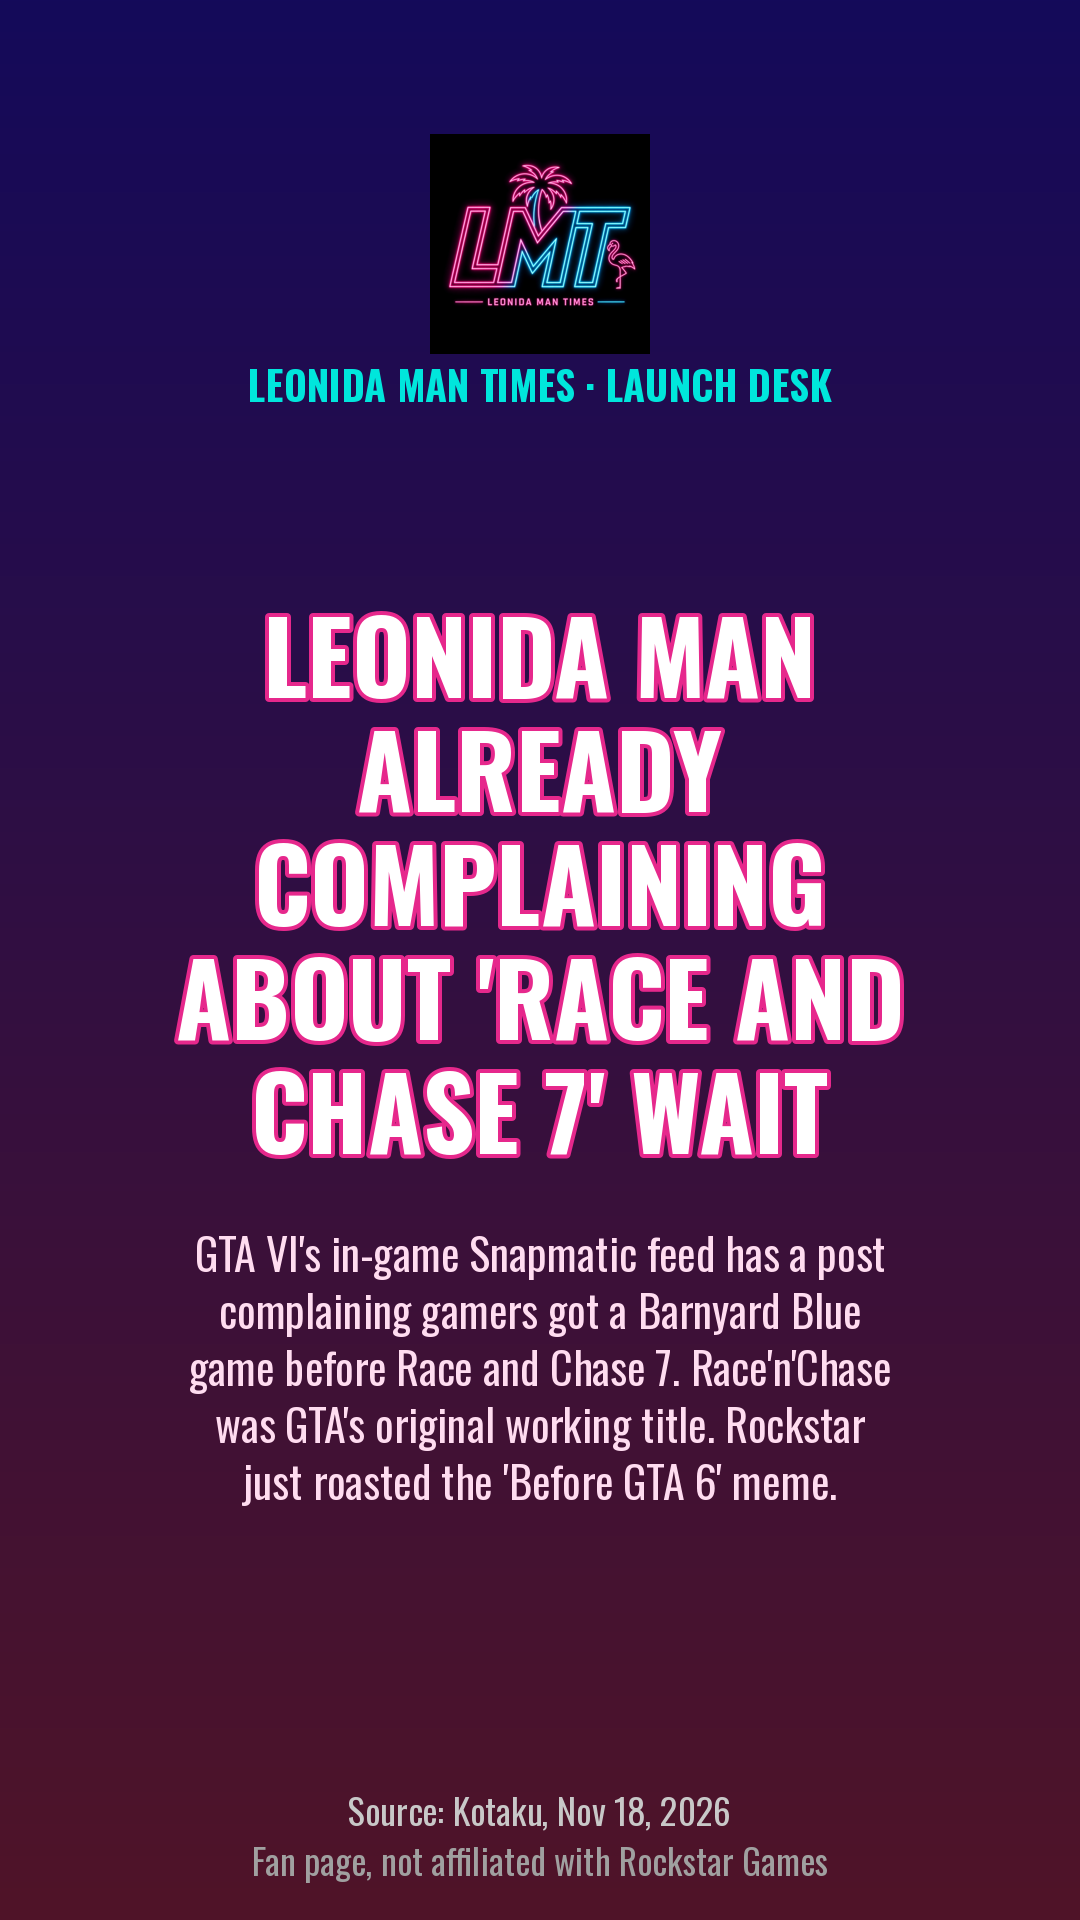 LMT
LEONIDA MAN TIMES
LEONIDA MAN TIMES · LAUNCH DESK
LEONIDA MAN
ALREADY
COMPLAINING
ABOUT 'RACE AND
CHASE 7' WAIT
GTA VI's in-game Snapmatic feed has a post
complaining gamers got a Barnyard Blue
game before Race and Chase 7. Race'n'Chase
was GTA's original working title. Rockstar
just roasted the 'Before GTA 6' meme.
Source: Kotaku, Nov 18, 2026
Fan page, not affiliated with Rockstar Games